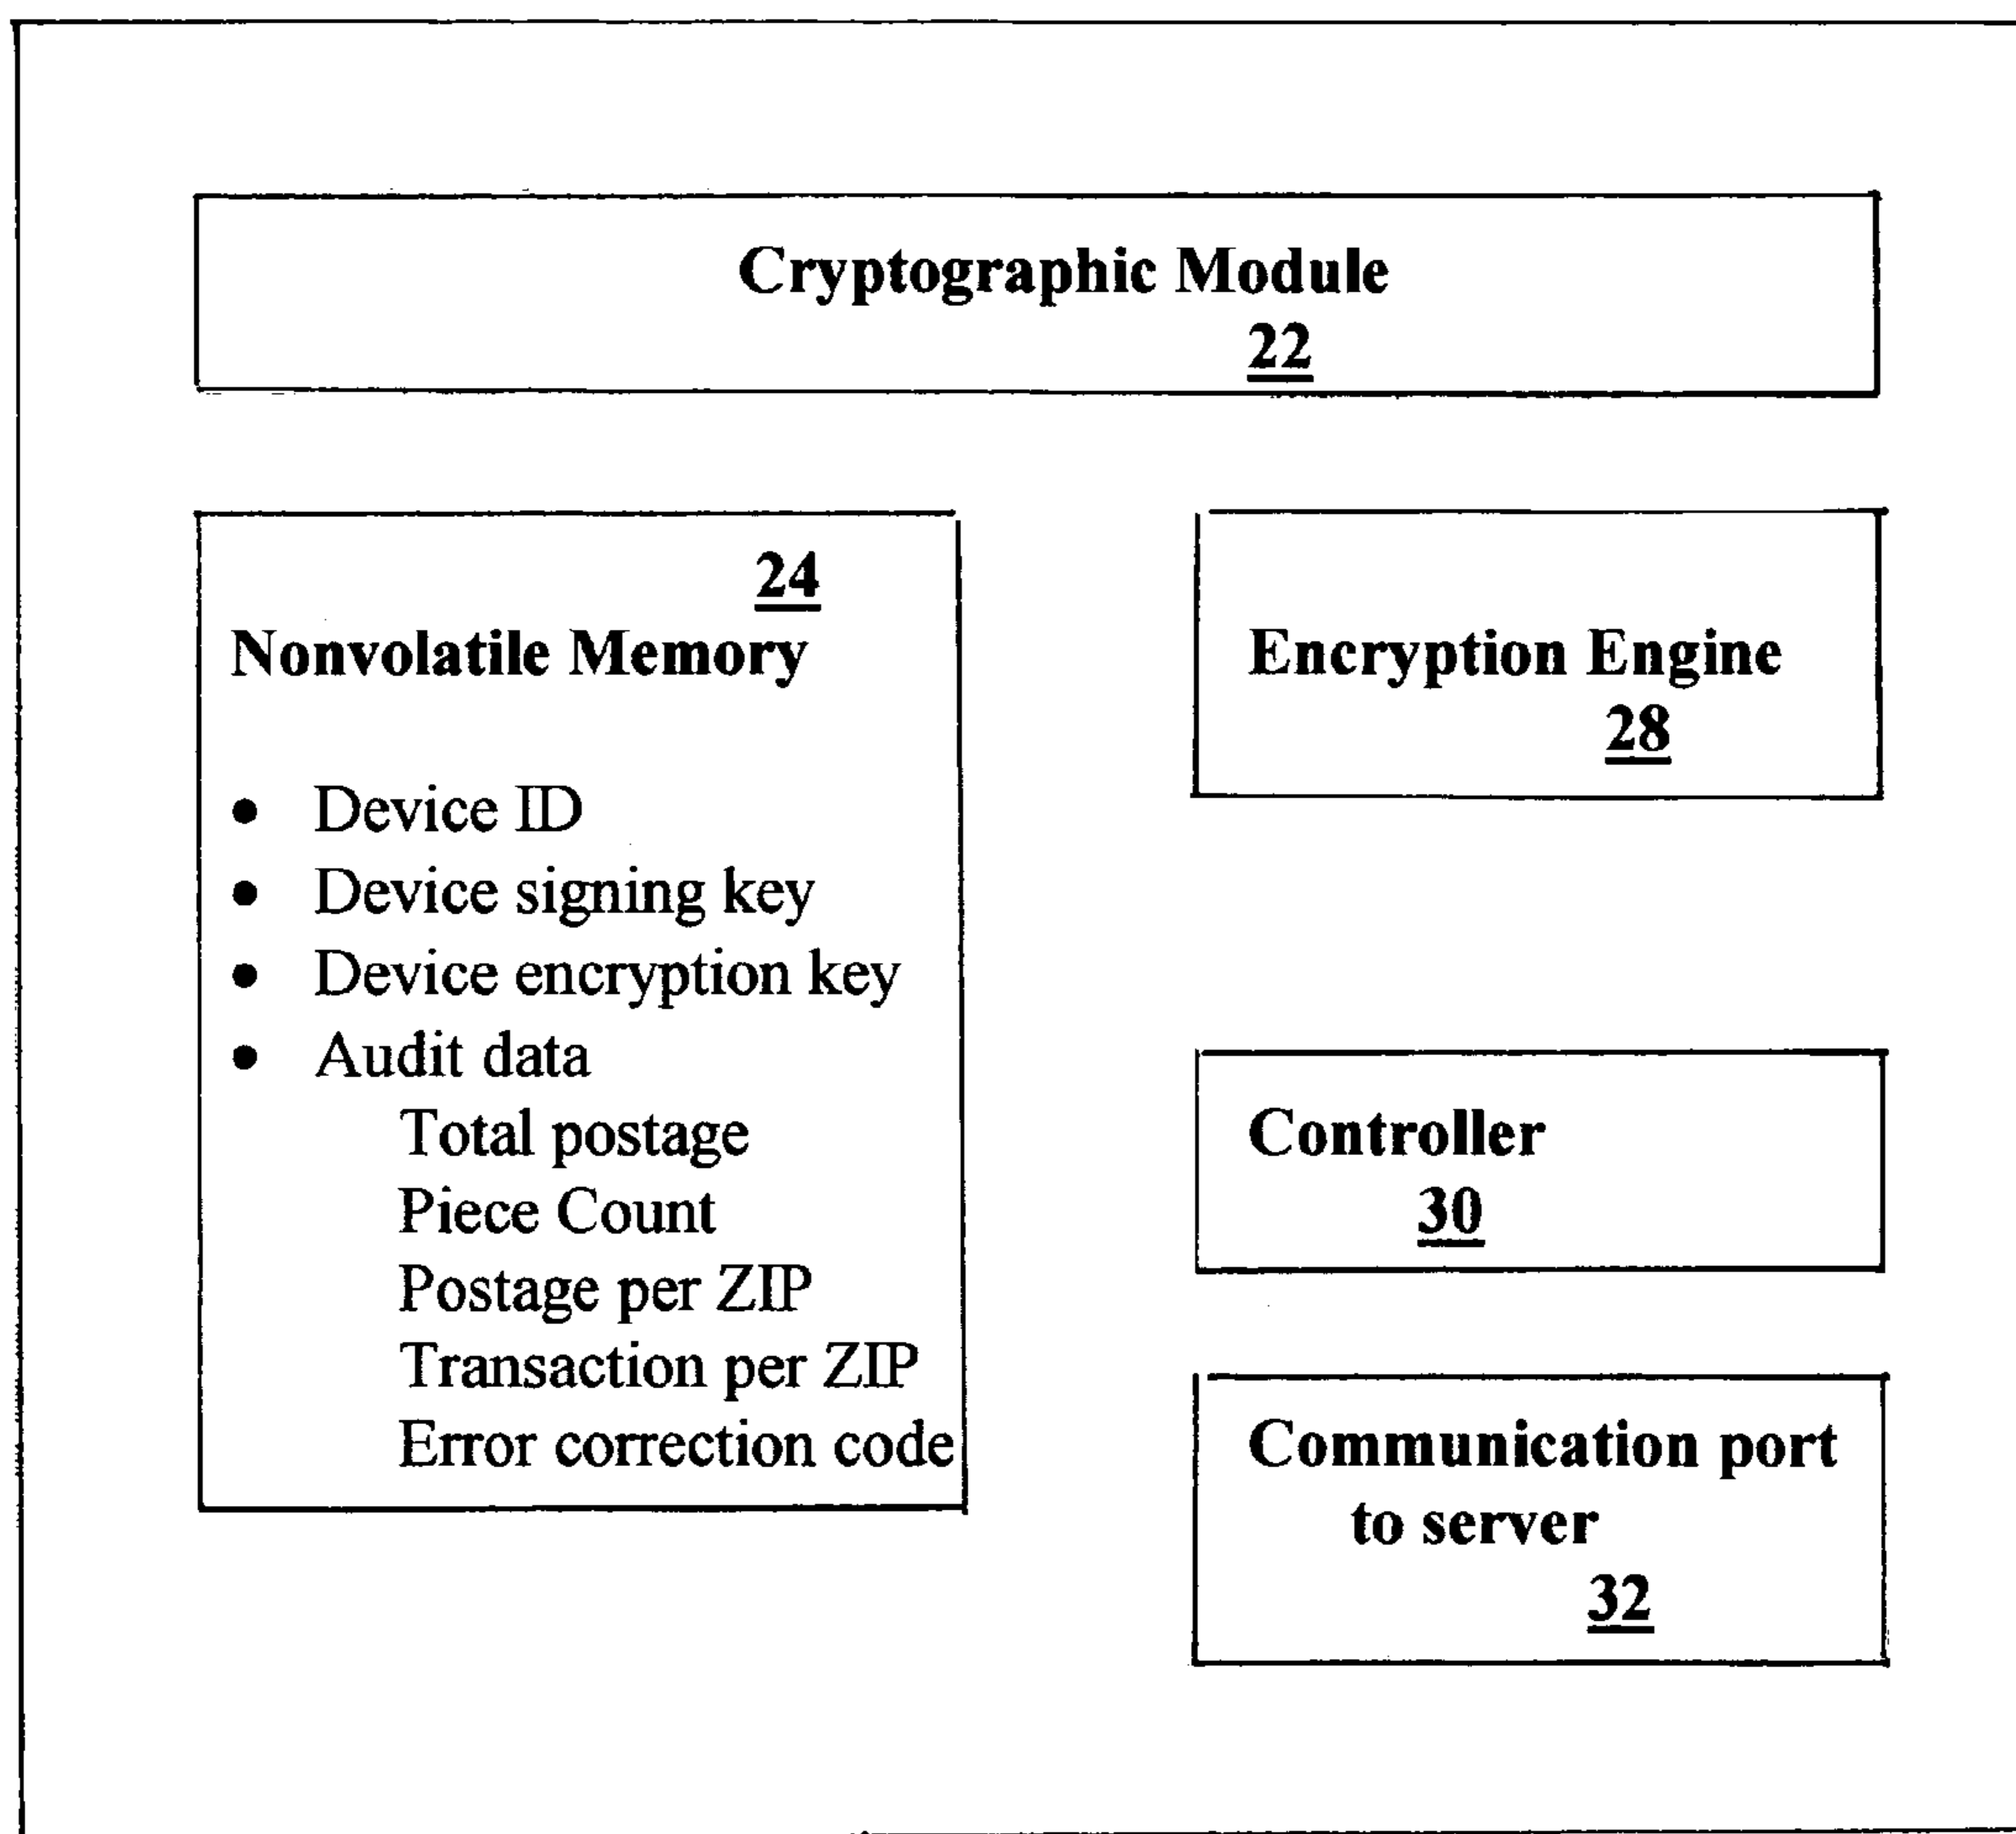 Cryptographic Module
22
24
Nonvolatile Memory
• Device ID
• Device signing key
• Device encryption key
• Audit data
Total postage
Piece Count
Postage per ZIP
Transaction per ZIP
Error correction code
Encryption Engine
28
Controller
30
Communication port
to server
32